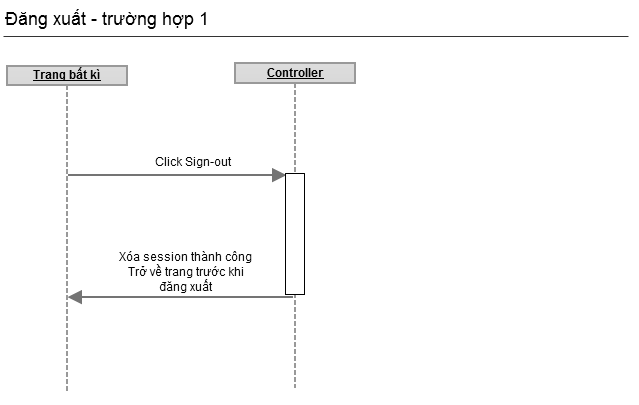 Đăng xuất - trường hợp 1
Trang bất kì
Controller
Click Sign-out
Xóa session thành công
Trở về trang trước khi
đăng xuất